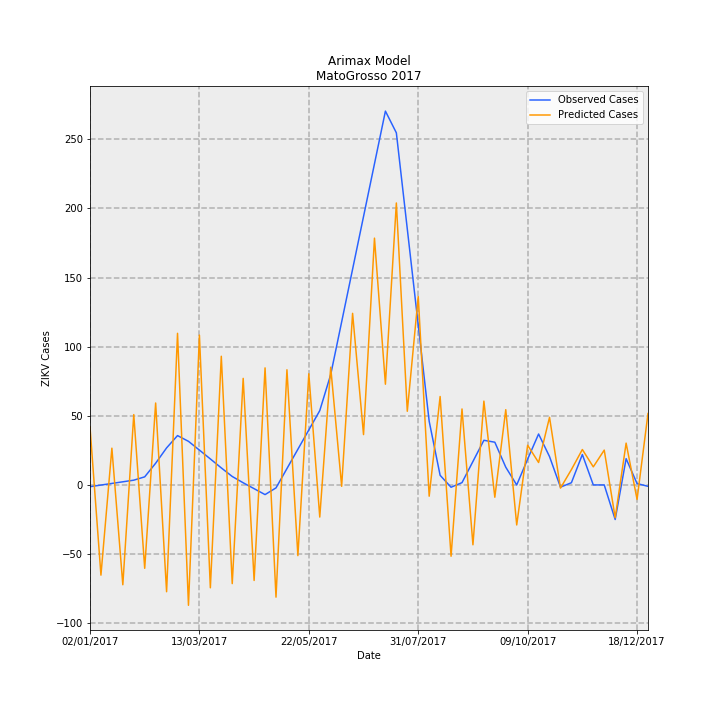 Arimax Model
MatoGrosso 2017
Observed Cases
Predicted Cases
250
200
150
100
50
0
−50
−100
ZIKV Cases
02/01/2017 13/03/2017 22/05/2017 31/07/2017 09/10/2017 18/12/2017
Date